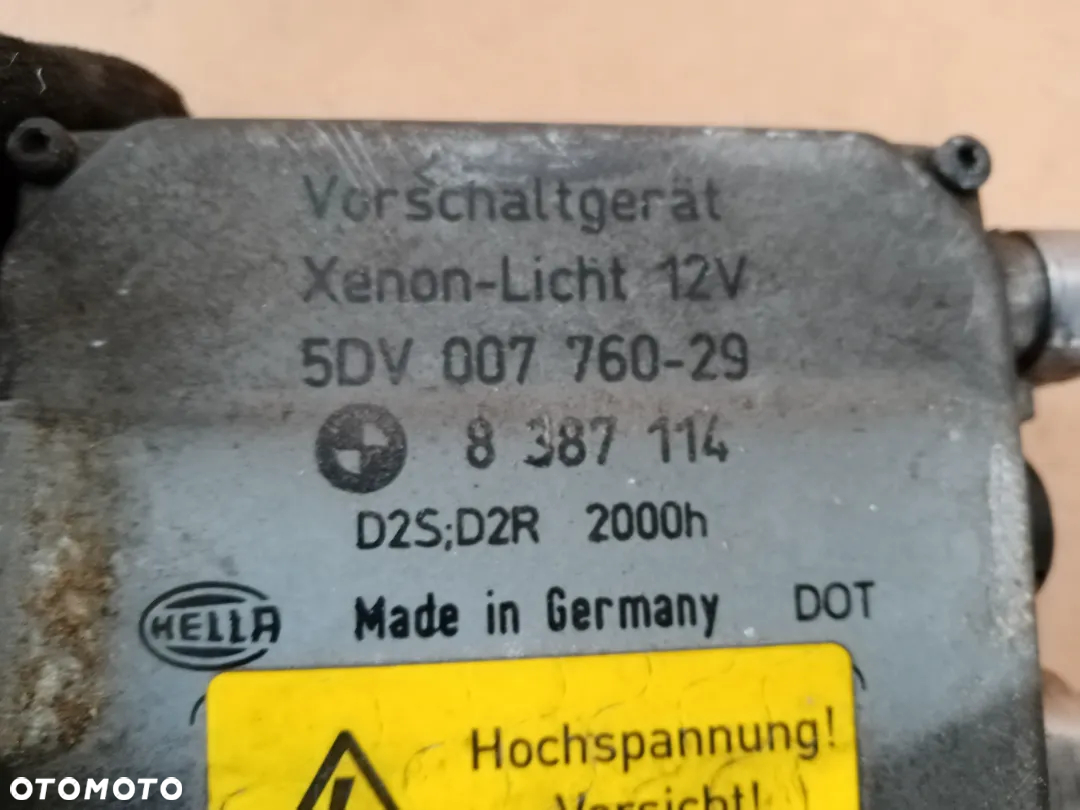 Vorschaltgerät
Xenon-Licht 12V
5DV 007 760-29
8 387 114
D2S;D2R 2000h
HELLA Made in Germany DOT
Hochspannung!
Vorsicht!
OTOMOTO